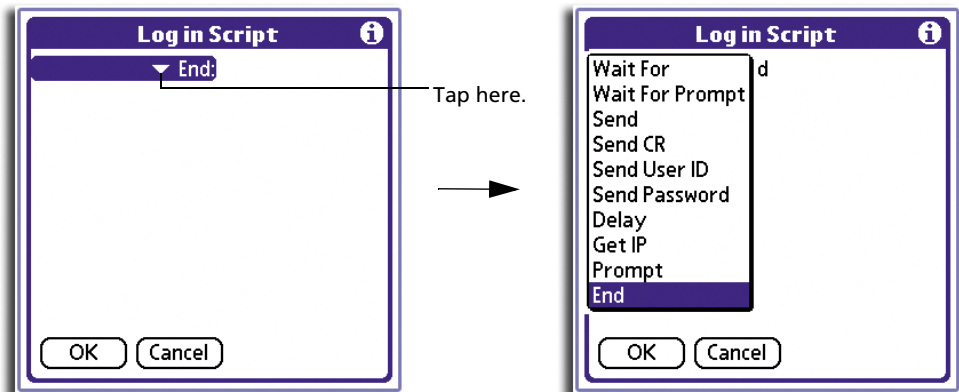 Log in Script
End:
Tap here.
OK
Cancel
Log in Script
Wait For
d
Wait For Prompt
Send
Send CR
Send User ID
Send Password
Delay
Get IP
Prompt
End
OK
Cancel